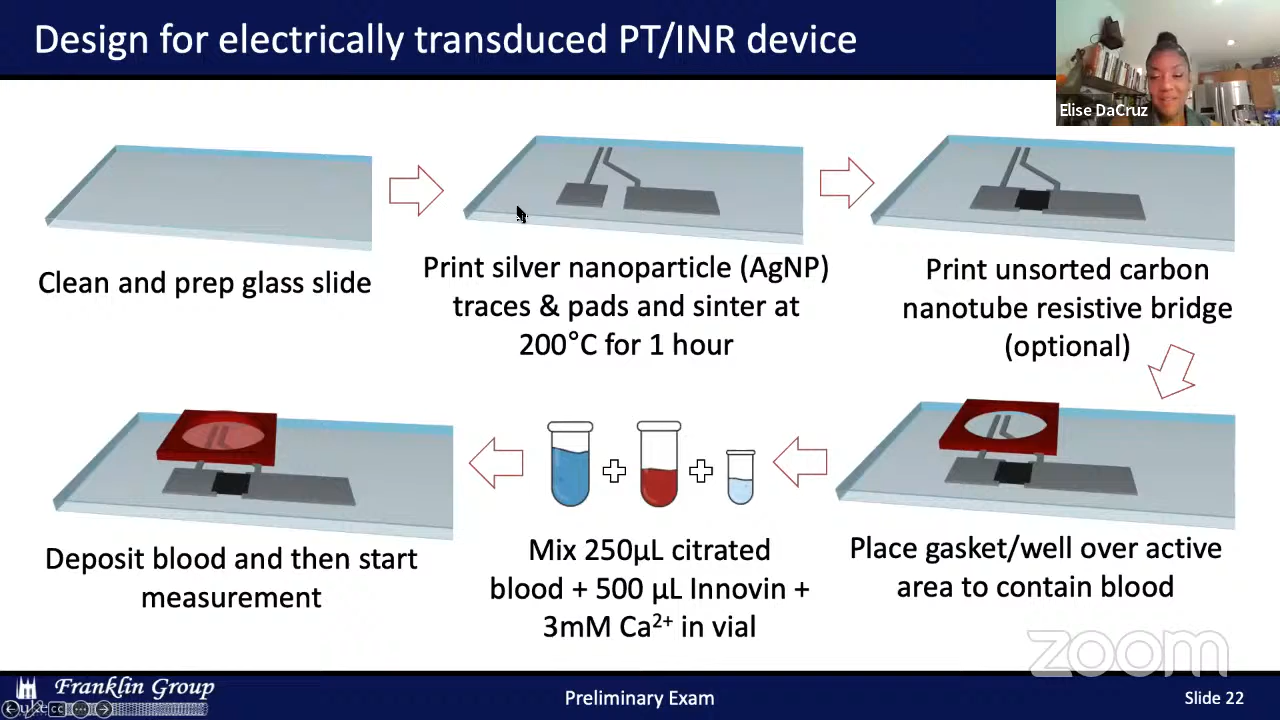 Design for electrically transduced PT/INR device
Elise DaCruz
Clean and prep glass slide
Print silver nanoparticle (AgNP)
traces & pads and sinter at
200°C for 1 hour
Print unsorted carbon
nanotube resistive bridge
(optional)
Deposit blood and then start
measurement
Mix 250µL citrated
blood + 500 µL Innovin +
3mM Ca²⁺ in vial
Place gasket/well over active
area to contain blood
zoom
Franklin Group
Preliminary Exam
Slide 22